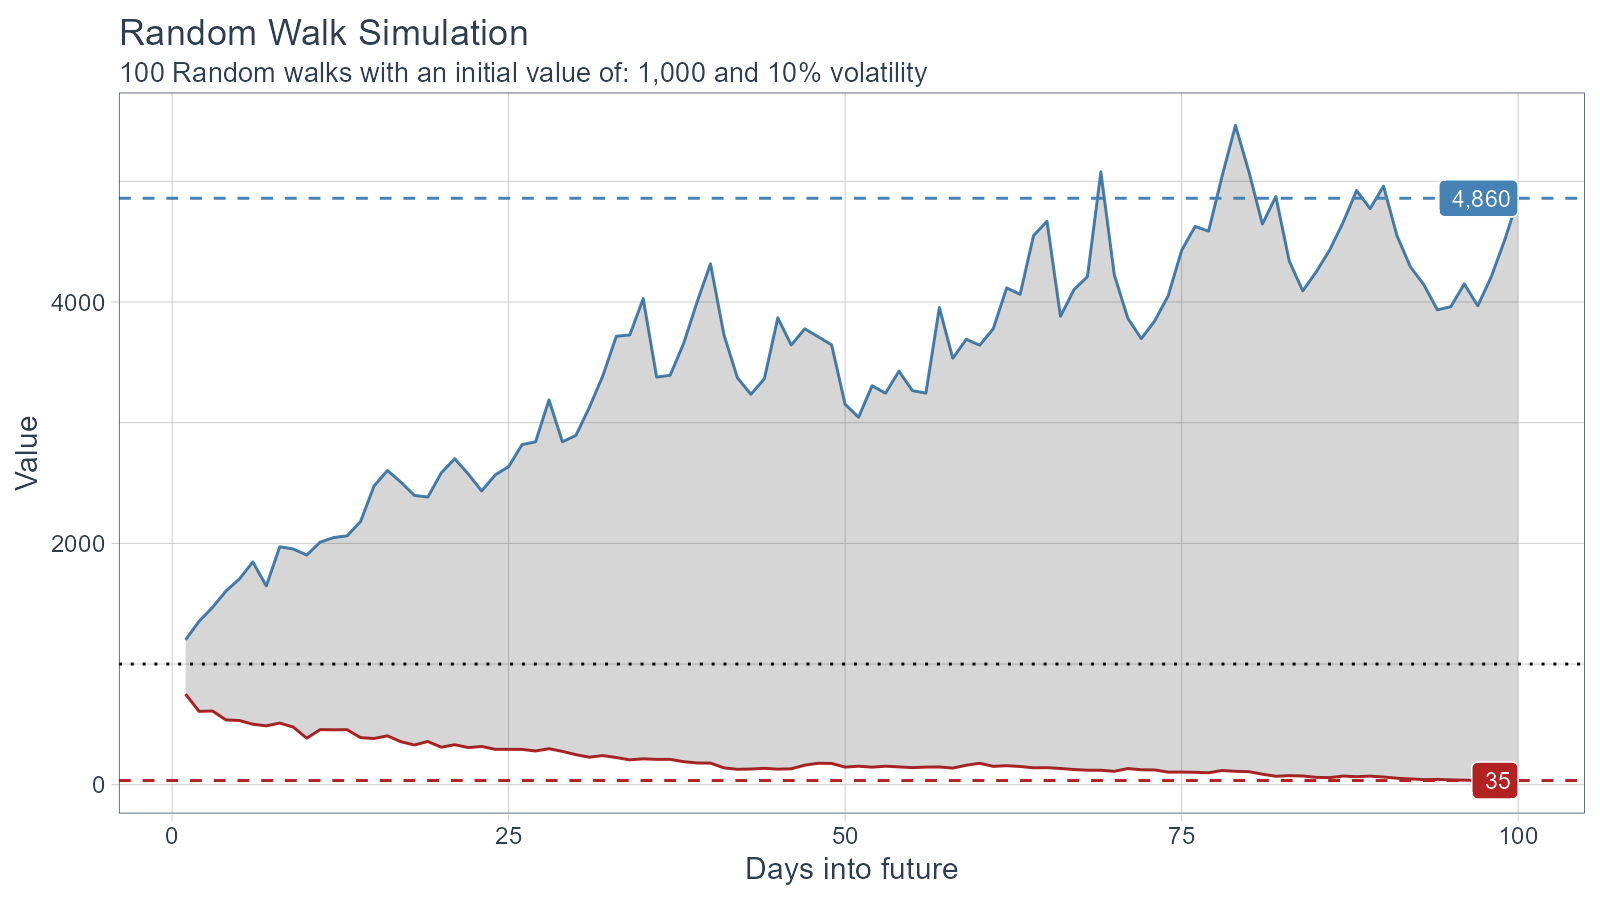 Random Walk Simulation
100 Random walks with an initial value of: 1,000 and 10% volatility
Value
4000
2000
0
4,860
35
0
25
50
75
100
Days into future